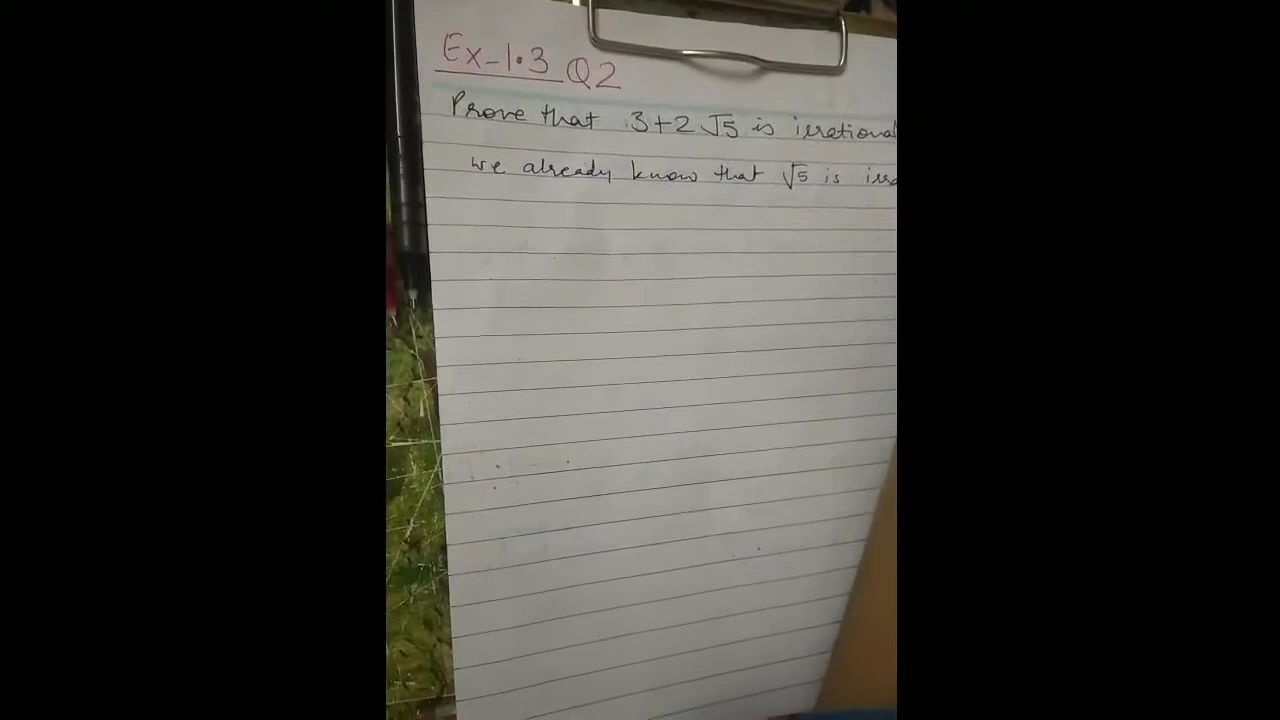 Ex-1.3 Q2
Prove that 3+2√5 is irrational
we already know that √5 is